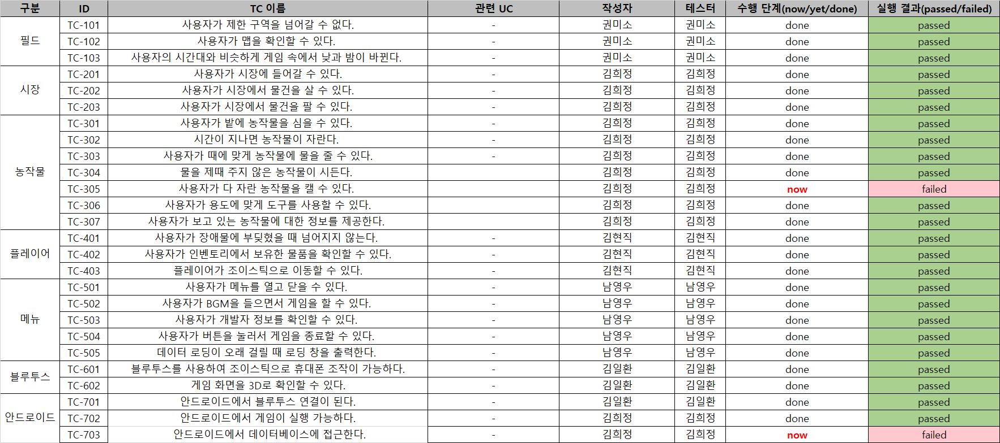 구분 ID TC 이름 관련 UC 작성자 테스터 수행 단계(now/yet/done) 실행 결과(passed/failed)
필드 TC-101 사용자가 제한 구역을 넘어갈 수 없다. - 권미소 권미소 done passed
TC-102 사용자가 맵을 확인할 수 있다. - 권미소 권미소 done passed
TC-103 사용자의 시간대와 비슷하게 게임 속에서 낮과 밤이 바뀐다. - 권미소 권미소 done passed
시장 TC-201 사용자가 시장에 들어갈 수 있다. - 김희정 김희정 done passed
TC-202 사용자가 시장에서 물건을 살 수 있다. - 김희정 김희정 done passed
TC-203 사용자가 시장에서 물건을 팔 수 있다. - 김희정 김희정 done passed
농작물 TC-301 사용자가 밭에 농작물을 심을 수 있다. - 김희정 김희정 done passed
TC-302 시간이 지나면 농작물이 자란다. - 김희정 김희정 done passed
TC-303 사용자가 때에 맞게 농작물에 물을 줄 수 있다. - 김희정 김희정 done passed
TC-304 물을 제때 주지 않은 농작물이 시든다. 김희정 김희정 done passed
TC-305 사용자가 다 자란 농작물을 캘 수 있다. 김희정 김희정 now failed
TC-306 사용자가 용도에 맞게 도구를 사용할 수 있다. 김희정 김희정 done passed
TC-307 사용자가 보고 있는 농작물에 대한 정보를 제공한다. 김희정 김희정 done passed
플레이어 TC-401 사용자가 장애물에 부딪혔을 때 넘어지지 않는다. - 김현직 김현직 done passed
TC-402 사용자가 인벤토리에서 보유한 물품을 확인할 수 있다. - 김현직 김현직 done passed
TC-403 플레이어가 조이스틱으로 이동할 수 있다. - 김현직 김현직 done passed
메뉴 TC-501 사용자가 메뉴를 열고 닫을 수 있다. - 남영우 남영우 done passed
TC-502 사용자가 BGM을 들으면서 게임을 할 수 있다. - 남영우 남영우 done passed
TC-503 사용자가 개발자 정보를 확인할 수 있다. - 남영우 남영우 done passed
TC-504 사용자가 버튼을 눌러서 게임을 종료할 수 있다. - 남영우 남영우 done passed
TC-505 데이터 로딩이 오래 걸릴 때 로딩 창을 출력한다. - 남영우 남영우 done passed
블루투스 TC-601 블루투스를 사용하여 조이스틱으로 휴대폰 조작이 가능하다. - 김일환 김일환 done passed
TC-602 게임 화면을 3D로 확인할 수 있다. - 김일환 김일환 done passed
안드로이드 TC-701 안드로이드에서 블루투스 연결이 된다. - 김일환 김일환 done passed
TC-702 안드로이드에서 게임이 실행 가능하다. - 김희정 김희정 done passed
TC-703 안드로이드에서 데이터베이스에 접근한다. - 김희정 김희정 now failed